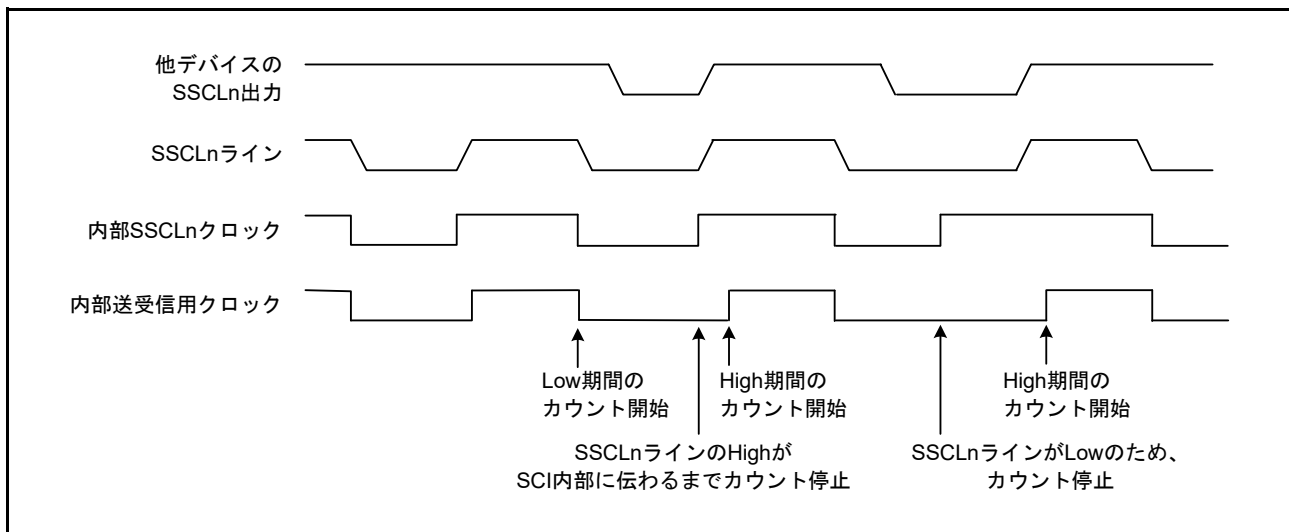 他デバイスの
SSCLn出力
SSCLnライン
内部SSCLnクロック
内部送受信用クロック
Low期間の
カウント開始
High期間の
カウント開始
High期間の
カウント開始
SSCLnラインのHighが
SCI内部に伝わるまでカウント停止
SSCLnラインがLowのため、
カウント停止